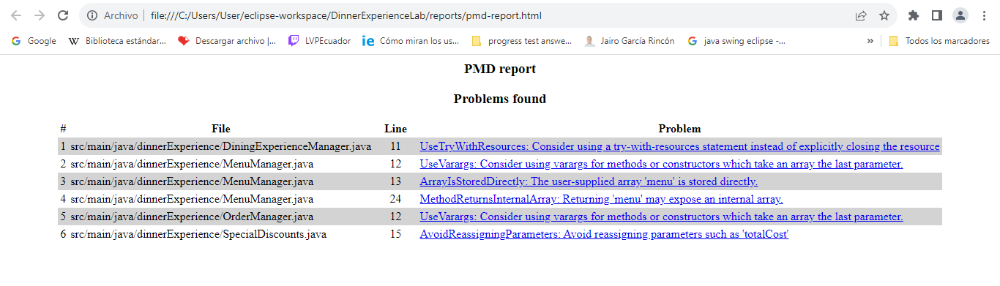 Archivo | file:///C:/Users/User/eclipse-workspace/DinnerExperienceLab/reports/pmd-report.html
Google Biblioteca estándar... Descargar archivo |... LVPEcuador ie Cómo miran los us... progress test answe... Jairo García Rincón java swing eclipse -... » Todos los marcadores
PMD report
Problems found
# File Line Problem
1 src/main/java/dinnerExperience/DiningExperienceManager.java 11 UseTryWithResources: Consider using a try-with-resources statement instead of explicitly closing the resource
2 src/main/java/dinnerExperience/MenuManager.java 12 UseVarargs: Consider using varargs for methods or constructors which take an array the last parameter.
3 src/main/java/dinnerExperience/MenuManager.java 13 ArrayIsStoredDirectly: The user-supplied array 'menu' is stored directly.
4 src/main/java/dinnerExperience/MenuManager.java 24 MethodReturnsInternalArray: Returning 'menu' may expose an internal array.
5 src/main/java/dinnerExperience/OrderManager.java 12 UseVarargs: Consider using varargs for methods or constructors which take an array the last parameter.
6 src/main/java/dinnerExperience/SpecialDiscounts.java 15 AvoidReassigningParameters: Avoid reassigning parameters such as 'totalCost'